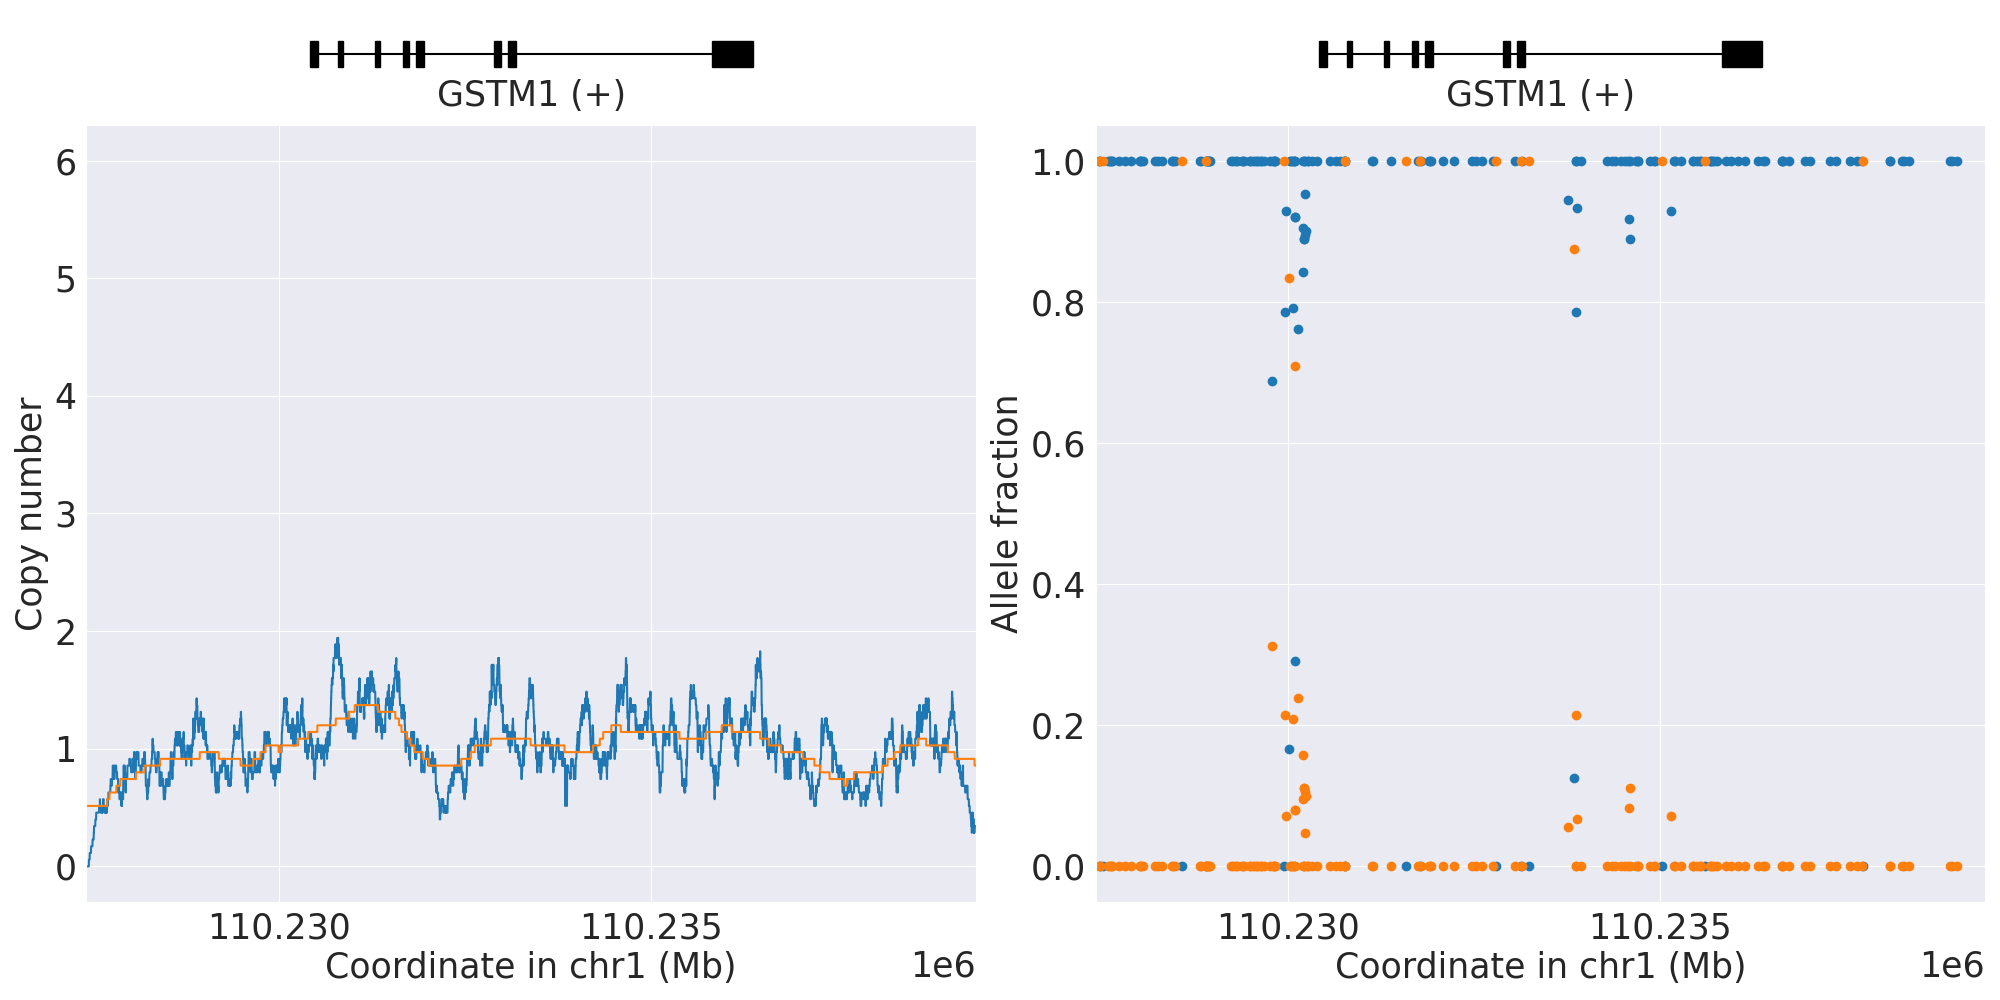 GSTM1 (+)
GSTM1 (+)
Copy number
6
5
4
3
2
1
0
110.230
110.235
Coordinate in chr1 (Mb)
1e6
Allele fraction
1.0
0.8
0.6
0.4
0.2
0.0
110.230
110.235
Coordinate in chr1 (Mb)
1e6